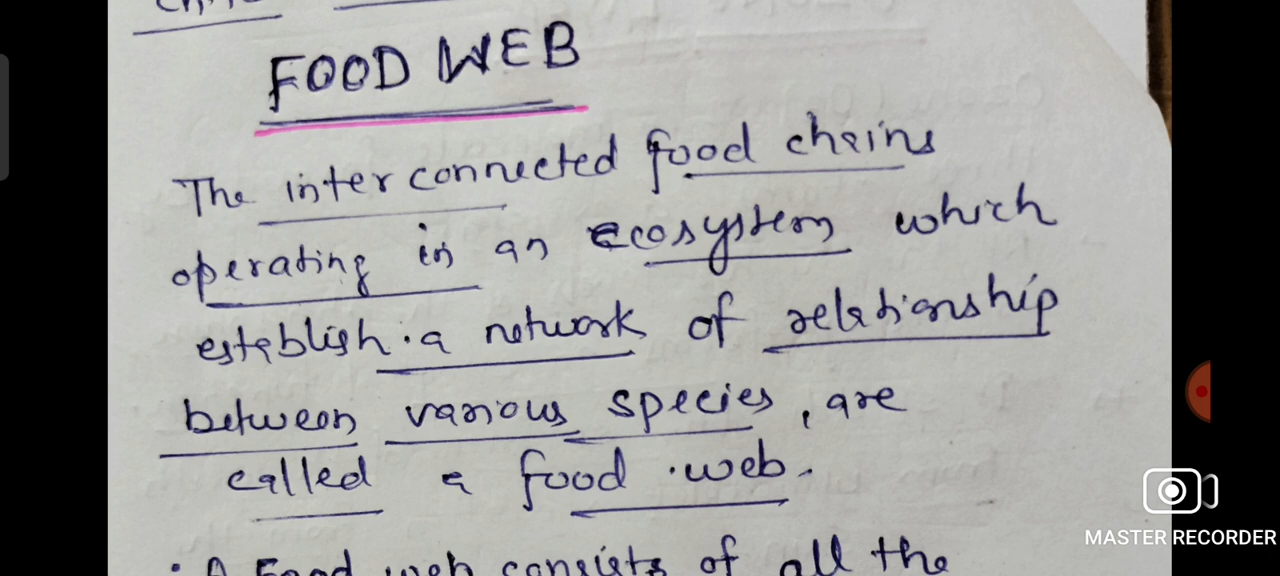 FOOD WEB
The interconnected food chains
operating in an ecosystem which
establish a network of relationship
between various species, are
called a food web.
• A Food web consists of all the
MASTER RECORDER